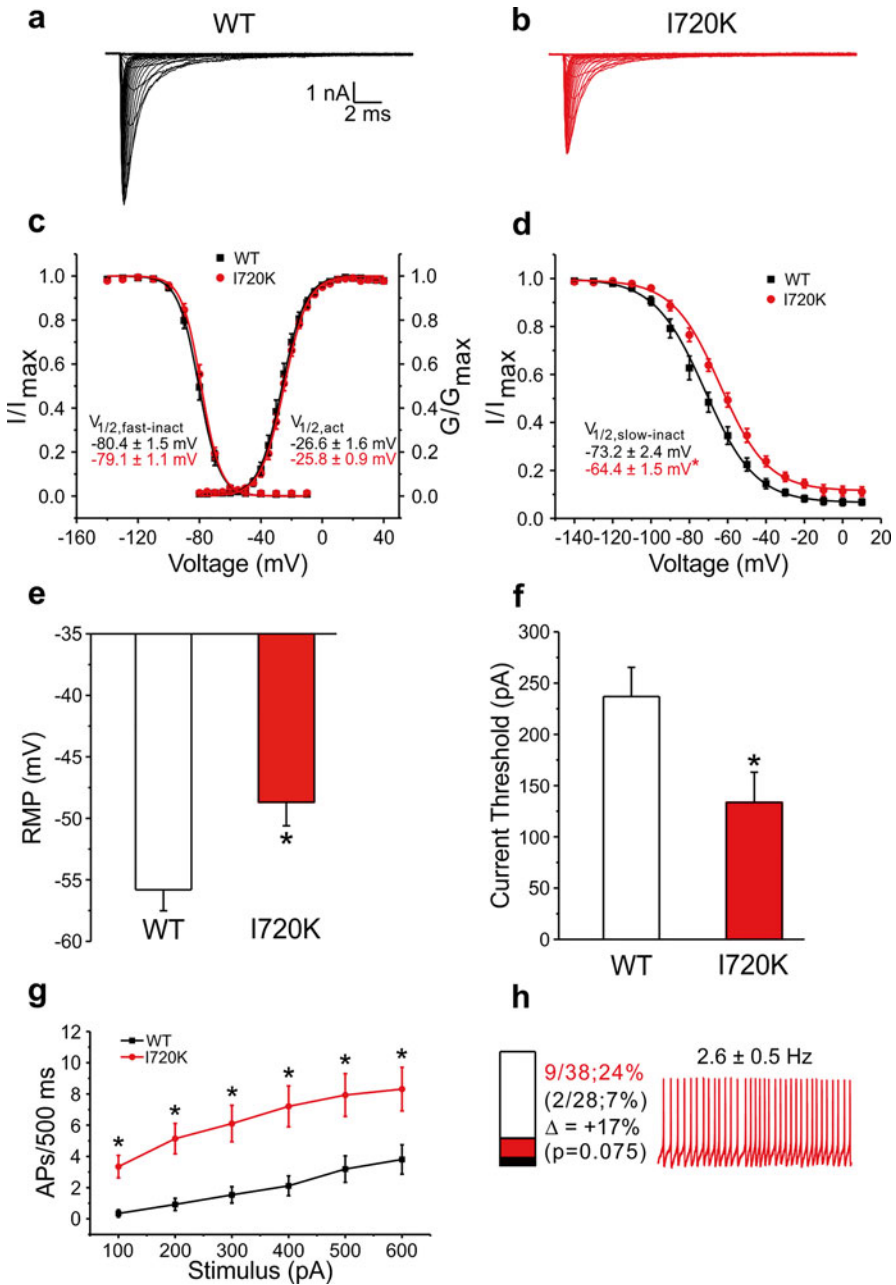 a
WT
1 nA
2 ms
b
I720K
c
WT
I720K
1.0
0.8
0.6
0.4
0.2
0.0
I/Imax
1.0
0.8
0.6
0.4
0.2
0.0
G/Gmax
V1/2,fast-inact
-80.4 ± 1.5 mV
-79.1 ± 1.1 mV
V1/2,act
-26.6 ± 1.6 mV
-25.8 ± 0.9 mV
-160 -120 -80 -40 0 40
Voltage (mV)
d
WT
I720K
1.0
0.8
0.6
0.4
0.2
0.0
I/Imax
V1/2,slow-inact
-73.2 ± 2.4 mV
-64.4 ± 1.5 mV*
-140 -120 -100 -80 -60 -40 -20 0 20
Voltage (mV)
e
-35
-40
-45
-50
-55
-60
RMP (mV)
*
WT I720K
f
300
250
200
150
100
50
0
Current Threshold (pA)
*
WT I720K
g
WT
I720K
12
10
8
6
4
2
0
APs/500 ms
* * * * * *
100 200 300 400 500 600
Stimulus (pA)
h
9/38;24%
(2/28;7%)
Δ = +17%
(p=0.075)
2.6 ± 0.5 Hz